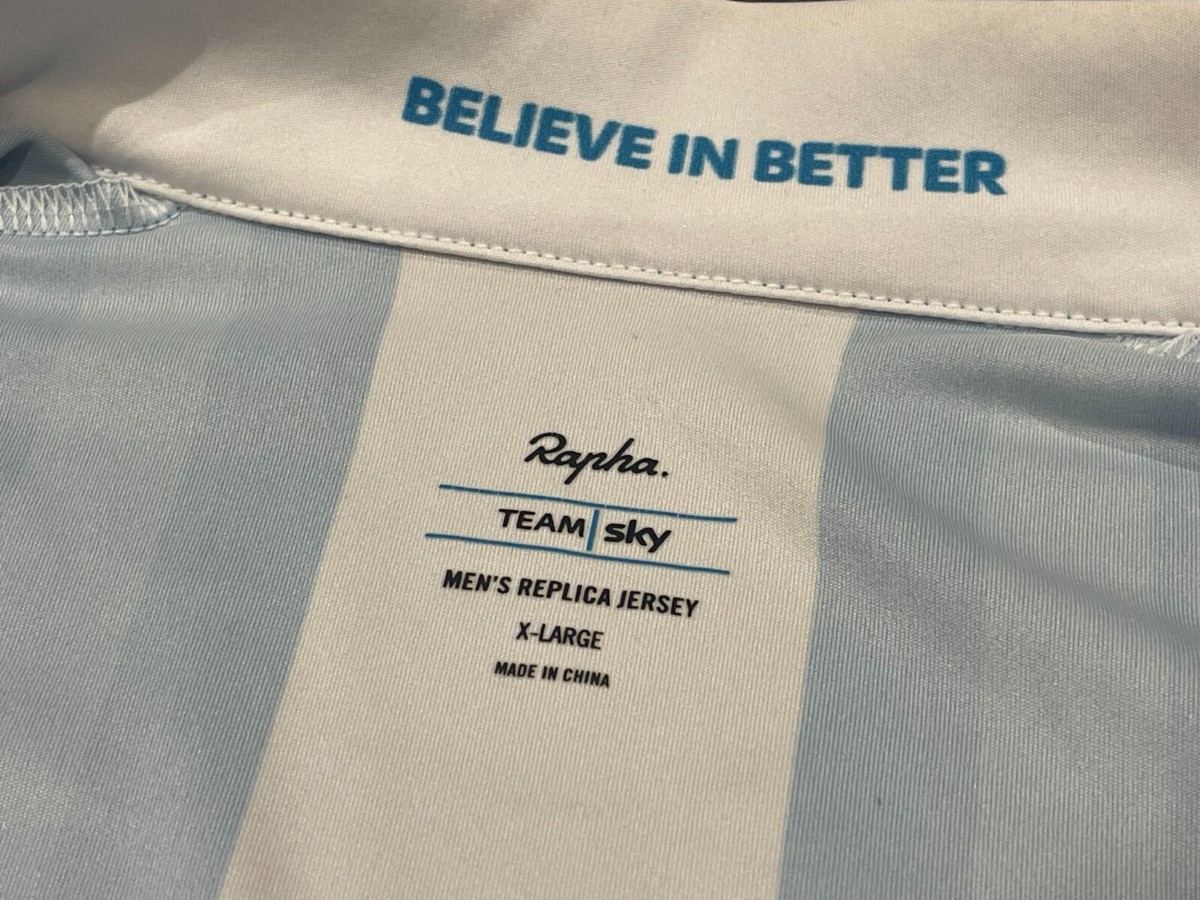 BELIEVE IN BETTER
Rapha.
TEAM sky
MEN'S REPLICA JERSEY
X-LARGE
MADE IN CHINA